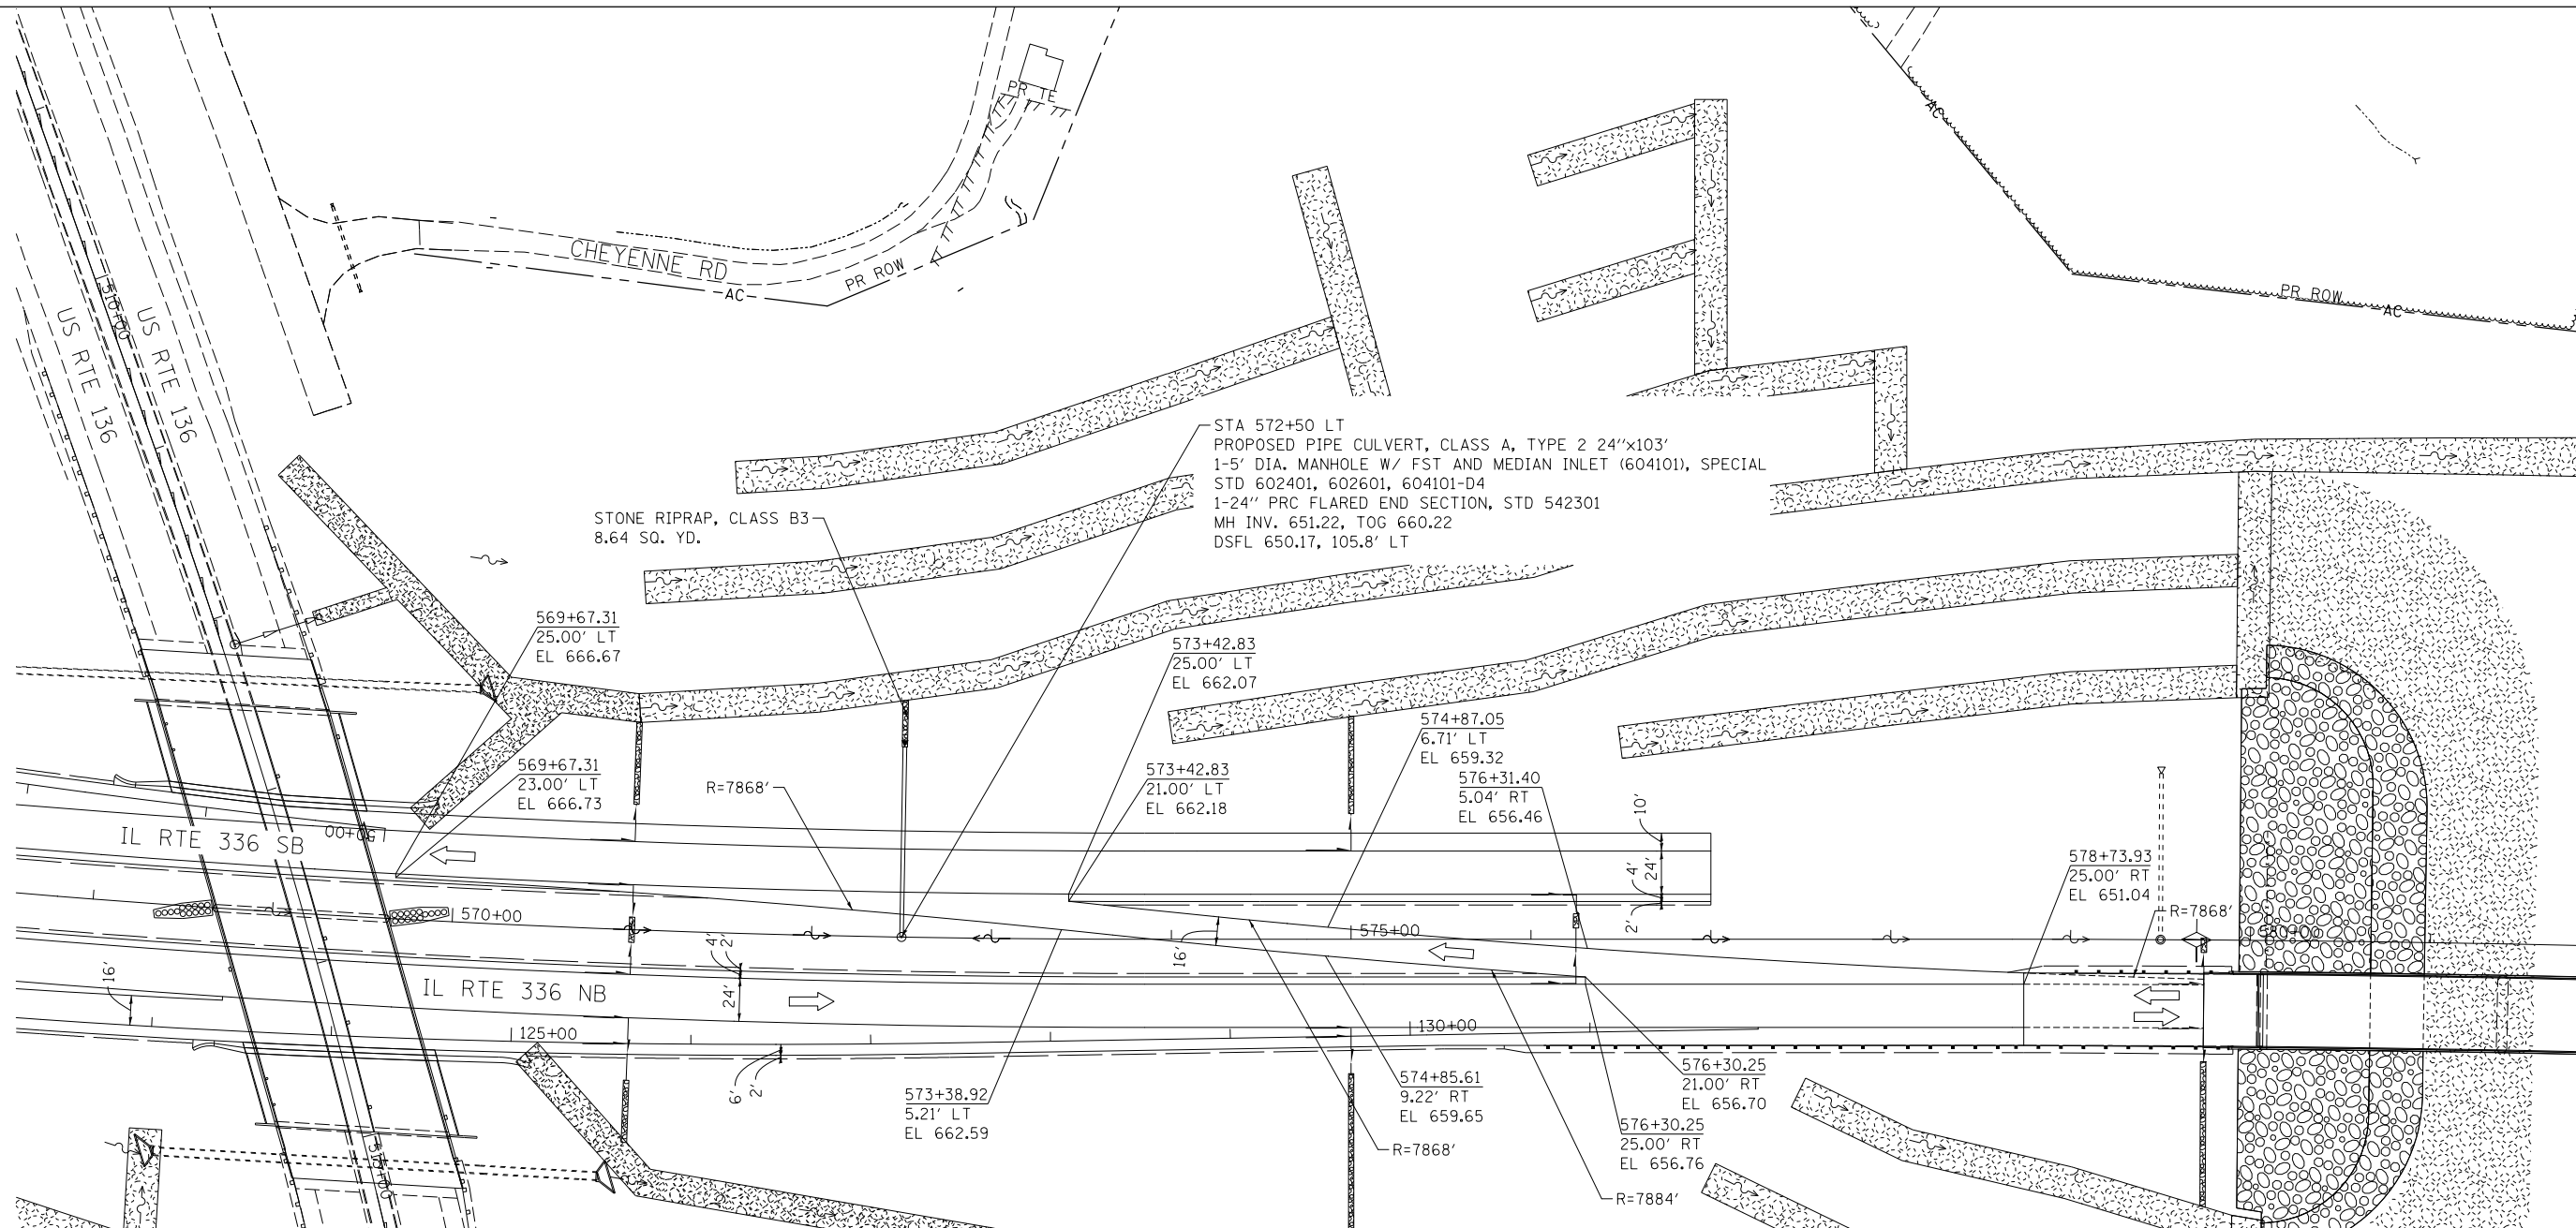 PR TE
AC
CHEYENNE RD
PR ROW
AC
PR ROW
AC
510+00
US RTE 136
US RTE 136
STA 572+50 LT
PROPOSED PIPE CULVERT, CLASS A, TYPE 2 24"x103'
1-5' DIA. MANHOLE W/ FST AND MEDIAN INLET (604101), SPECIAL
STD 602401, 602601, 604101-D4
1-24" PRC FLARED END SECTION, STD 542301
MH INV. 651.22, TOG 660.22
DSFL 650.17, 105.8' LT
STONE RIPRAP, CLASS B3
8.64 SQ. YD.
569+67.31
25.00' LT
EL 666.67
573+42.83
25.00' LT
EL 662.07
574+87.05
6.71' LT
EL 659.32
569+67.31
23.00' LT
EL 666.73
R=7868'
573+42.83
21.00' LT
EL 662.18
576+31.40
5.04' RT
EL 656.46
10'
24'
4'
2'
IL RTE 336 SB
50+00
578+73.93
25.00' RT
EL 651.04
R=7868'
570+00
575+00
580+00
16'
4'
2'
24'
16'
IL RTE 336 NB
125+00
130+00
6'
2'
573+38.92
5.21' LT
EL 662.59
574+85.61
9.22' RT
EL 659.65
576+30.25
21.00' RT
EL 656.70
R=7868'
576+30.25
25.00' RT
EL 656.76
R=7884'